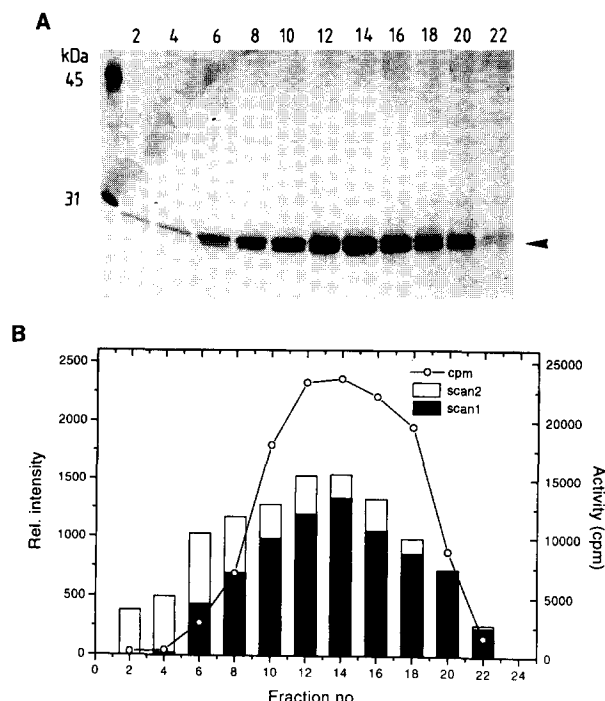 A
2 4 6 8 10 12 14 16 18 20 22
kDa
45
31
B
2500
2000
1500
1000
500
0
Rel. intensity
cpm
scan2
scan1
25000
20000
15000
10000
5000
0
Activity (cpm)
0 2 4 6 8 10 12 14 16 18 20 22 24
Fraction no.